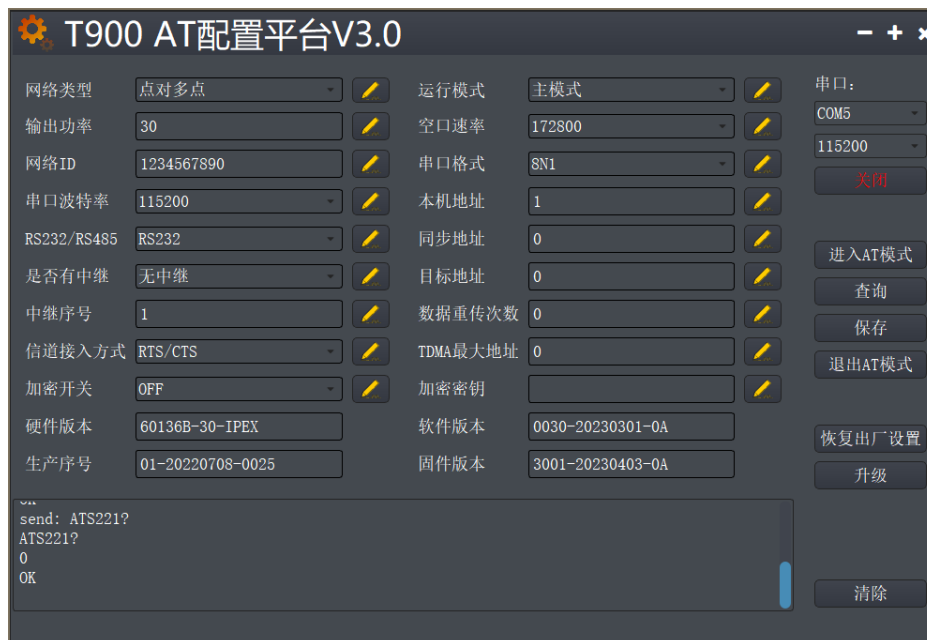 T900 AT配置平台V3.0
网络类型 点对多点 运行模式 主模式 串口：
输出功率 30 空口速率 172800 COM5
网络ID 1234567890 串口格式 8N1 115200
串口波特率 115200 本机地址 1 关闭
RS232/RS485 RS232 同步地址 0
是否有中继 无中继 目标地址 0 进入AT模式
中继序号 1 数据重传次数 0 查询
信道接入方式 RTS/CTS TDMA最大地址 0 保存
加密开关 OFF 加密密钥 退出AT模式
硬件版本 60136B-30-IPEX 软件版本 0030-20230301-0A 恢复出厂设置
生产序号 01-20220708-0025 固件版本 3001-20230403-0A 升级
send: ATS221?
ATS221?
0
OK
清除